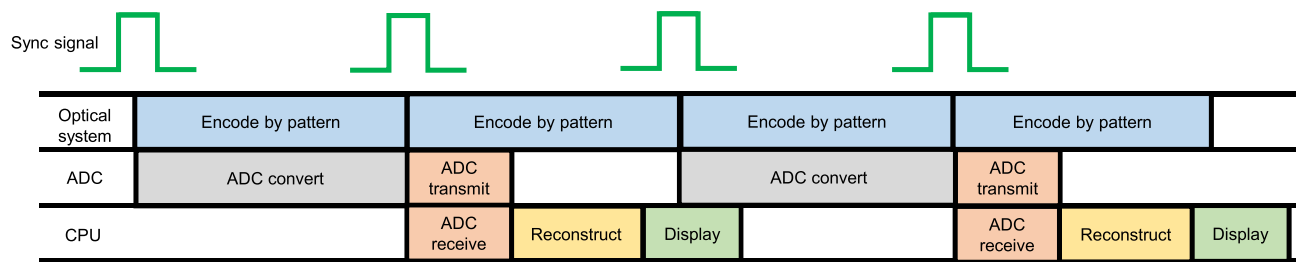 Sync signal
Optical
system
Encode by pattern
Encode by pattern
Encode by pattern
Encode by pattern
ADC
ADC convert
ADC
transmit
ADC convert
ADC
transmit
CPU
ADC
receive
Reconstruct
Display
ADC
receive
Reconstruct
Display